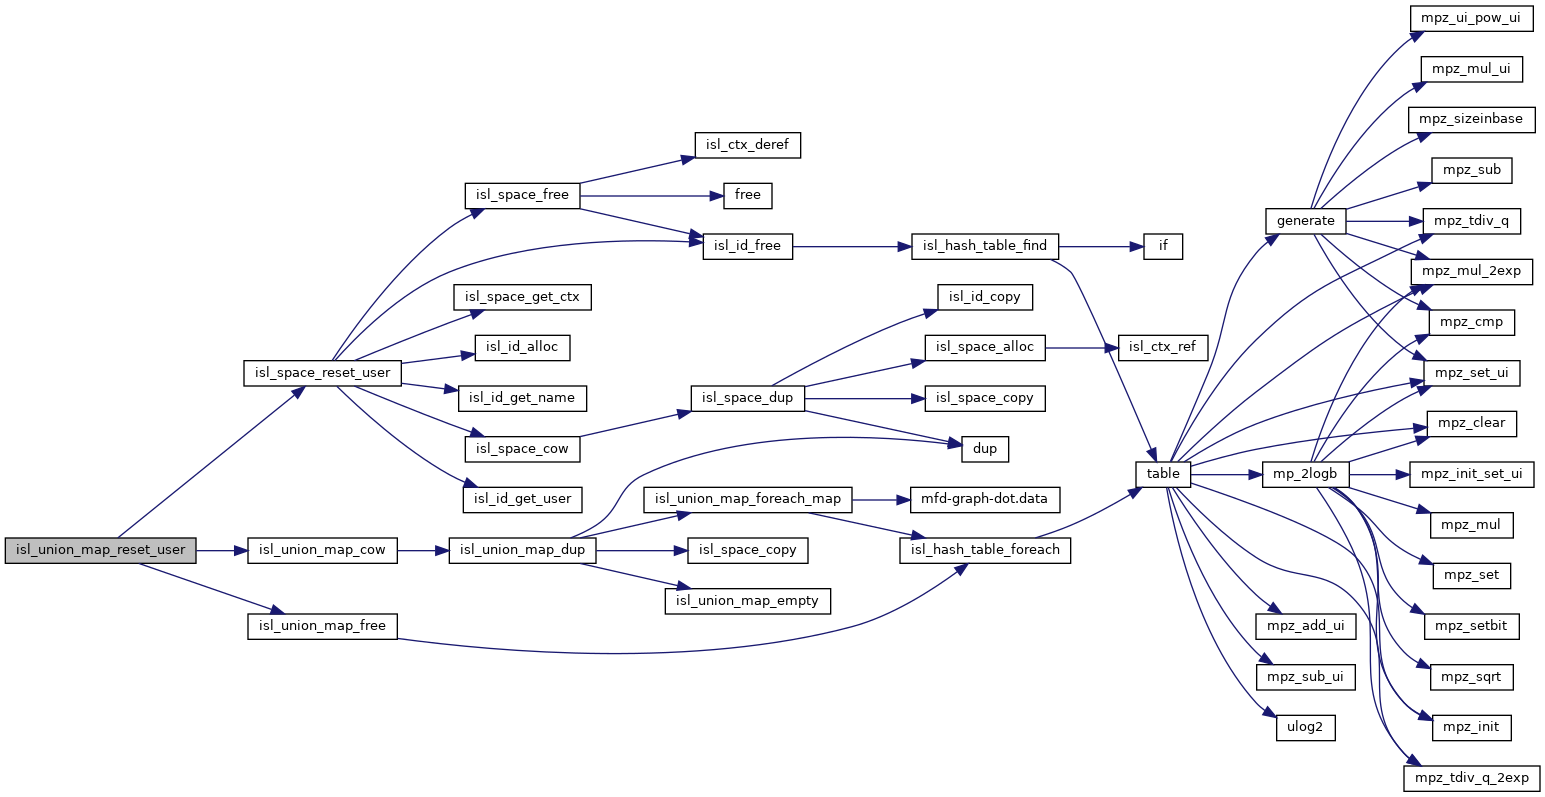 isl_union_map_reset_user
isl_space_reset_user
isl_union_map_cow
isl_union_map_free
isl_space_free
isl_space_get_ctx
isl_id_alloc
isl_id_get_name
isl_space_cow
isl_id_get_user
isl_union_map_dup
isl_ctx_deref
free
isl_id_free
isl_space_dup
isl_union_map_foreach_map
isl_space_copy
isl_union_map_empty
isl_hash_table_find
isl_id_copy
isl_space_alloc
isl_space_copy
dup
mfd-graph-dot.data
isl_hash_table_foreach
if
isl_ctx_ref
table
generate
mp_2logb
mpz_add_ui
mpz_sub_ui
ulog2
mpz_ui_pow_ui
mpz_mul_ui
mpz_sizeinbase
mpz_sub
mpz_tdiv_q
mpz_mul_2exp
mpz_cmp
mpz_set_ui
mpz_clear
mpz_init_set_ui
mpz_mul
mpz_set
mpz_setbit
mpz_sqrt
mpz_init
mpz_tdiv_q_2exp